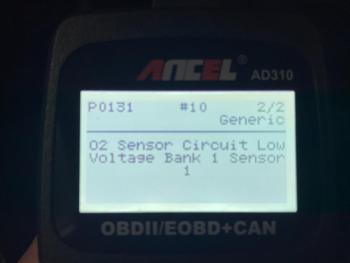 ANCEL®
AD310
P0131 #10 2/2
Generic
O2 Sensor Circuit Low
Voltage Bank 1 Sensor
1
OBDII/EOBD+CAN